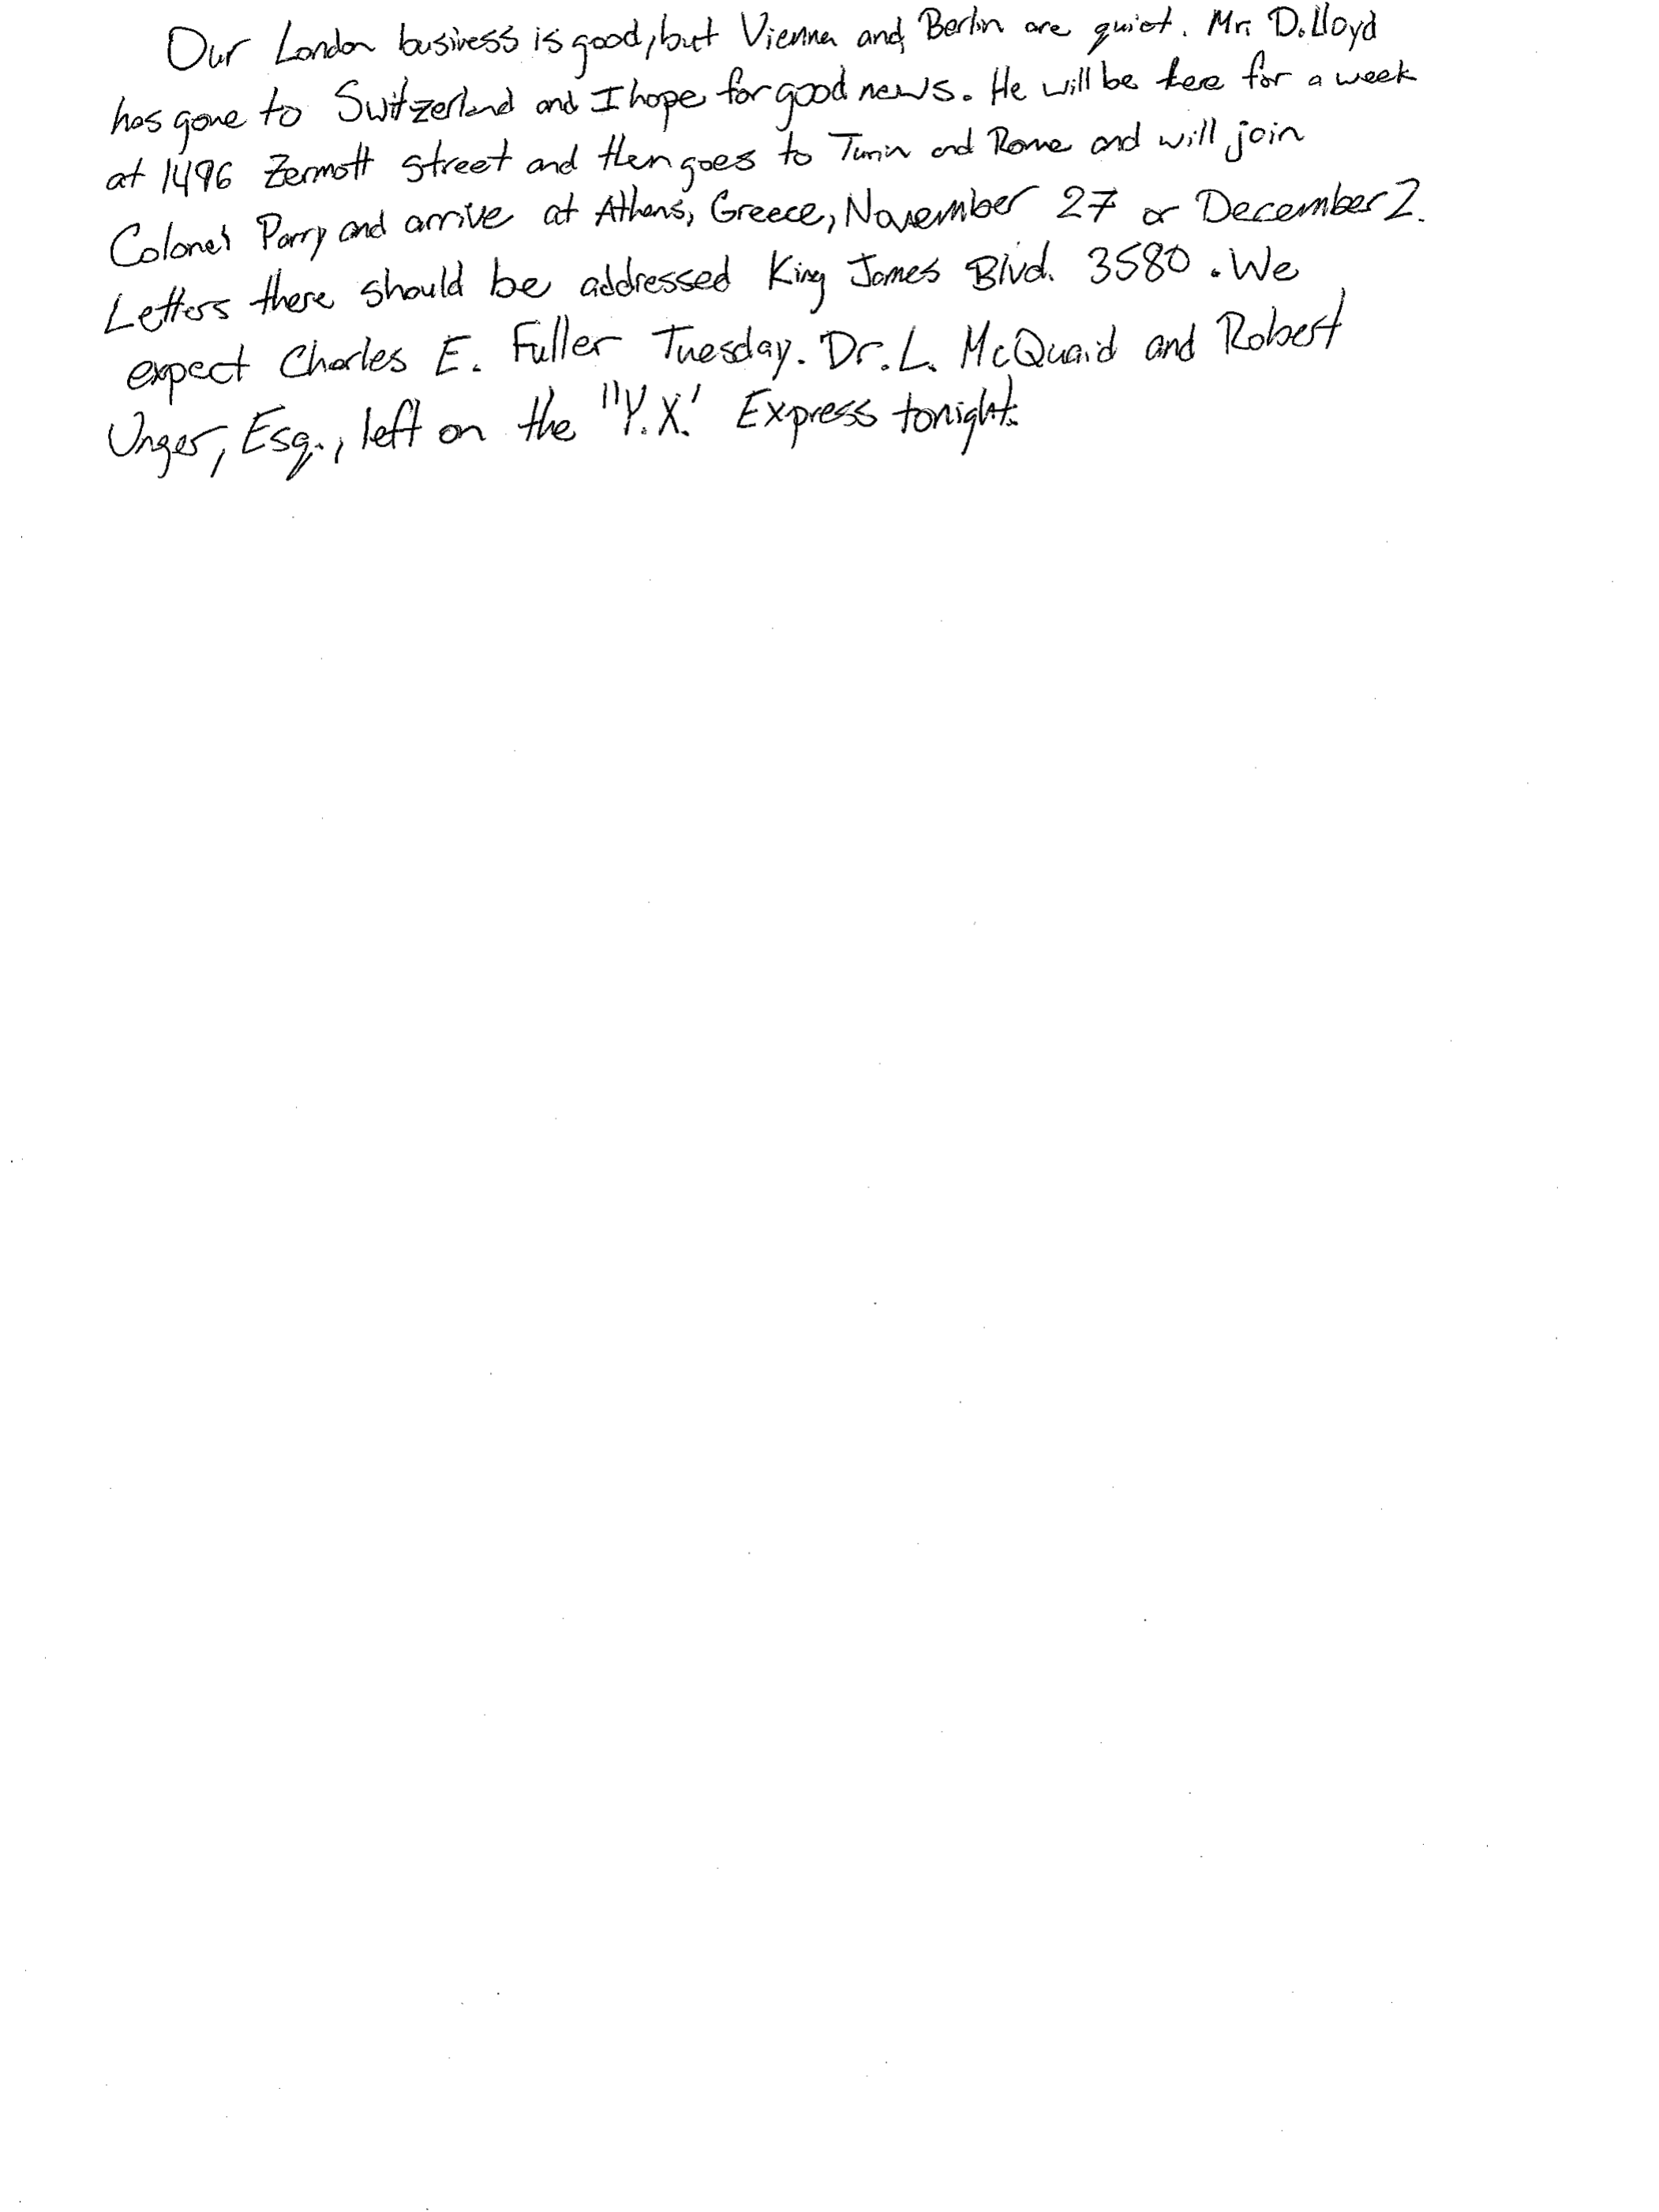 Our London business is good, but Vienna and Berlin are quiet. Mr. D. Lloyd
has gone to Switzerland and I hope for good news. He will be there for a week
at 1496 Zermott street and then goes to Turin and Rome and will join
Colonel Parry and arrive at Athens, Greece, November 27 or December 2.
Letters there should be addressed King James Blvd. 3580. We
expect Charles E. Fuller Tuesday. Dr. L. McQuaid and Robert
Unger, Esq., left on the "Y.X.' Express tonight.